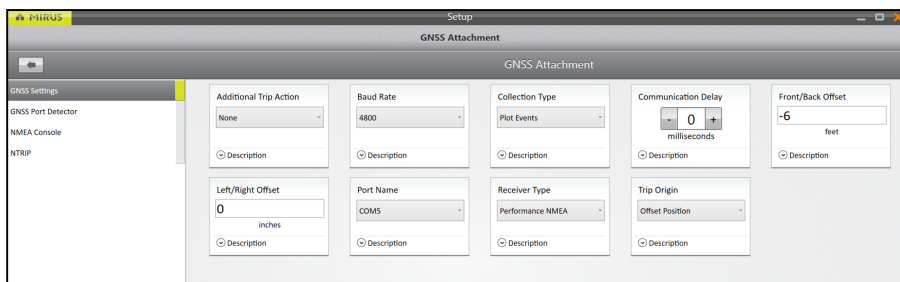 MIRUS
Setup
GNSS Attachment
GNSS Attachment
GNSS Settings
GNSS Port Detector
NMEA Console
NTRIP
Additional Trip Action
None
Description
Baud Rate
4800
Description
Collection Type
Plot Events
Description
Communication Delay
- 0 +
milliseconds
Description
Front/Back Offset
-6
feet
Description
Left/Right Offset
0
inches
Description
Port Name
COM5
Description
Receiver Type
Performance NMEA
Description
Trip Origin
Offset Position
Description